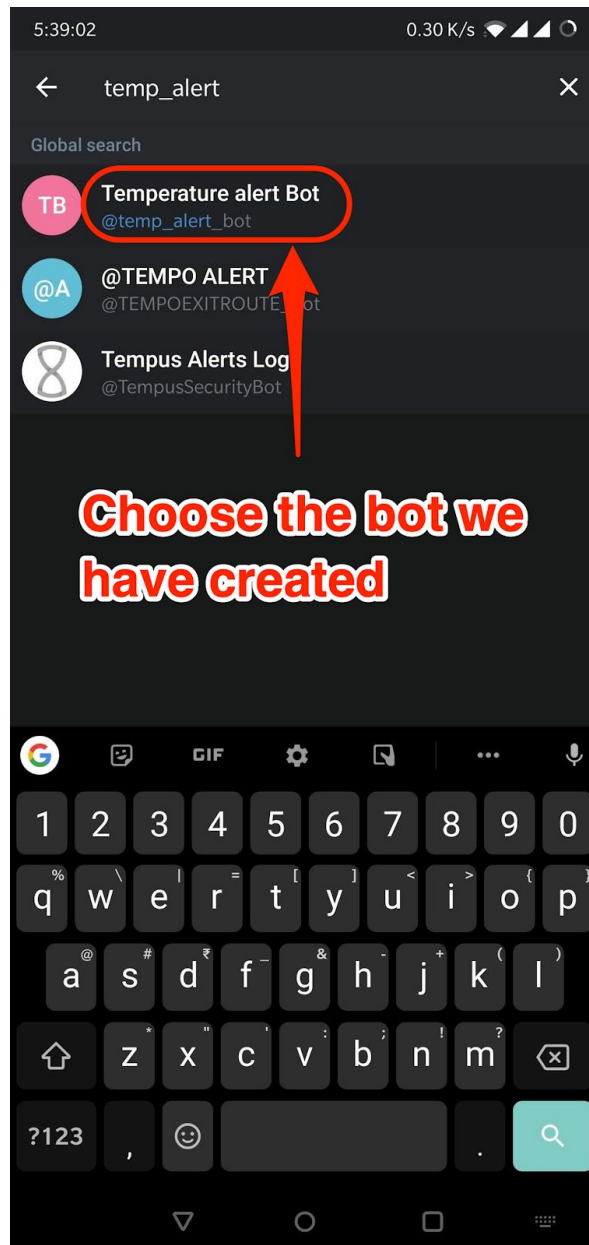 5:39:02 0.30 K/s
temp_alert
Global search
TB Temperature alert Bot
@temp_alert_bot
@A @TEMPO ALERT
@TEMPOEXITROUTE_bot
Tempus Alerts Log
@TempusSecurityBot
Choose the bot we
have created
G GIF
1 2 3 4 5 6 7 8 9 0
% \ | = [ ] < > { }
q w e r t y u i o p
@ # ₹ _ & - + ( )
a s d f g h j k l
* " ' : ; ! ?
z x c v b n m
?123 , .